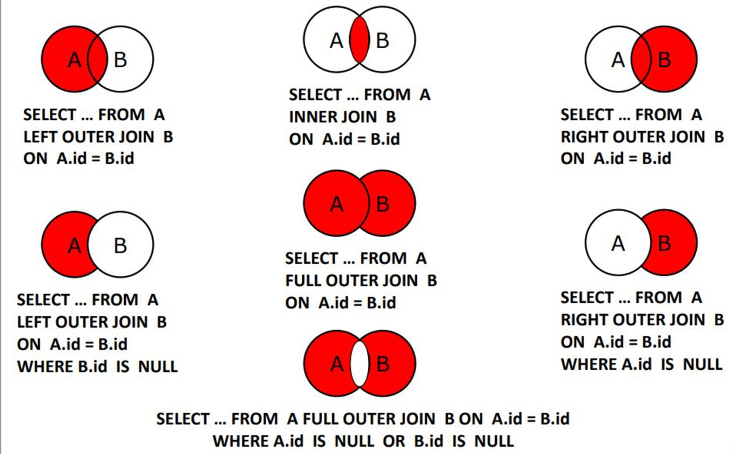 A B
SELECT ... FROM A
LEFT OUTER JOIN B
ON A.id = B.id
A B
SELECT ... FROM A
INNER JOIN B
ON A.id = B.id
A B
SELECT ... FROM A
RIGHT OUTER JOIN B
ON A.id = B.id
A B
SELECT ... FROM A
LEFT OUTER JOIN B
ON A.id = B.id
WHERE B.id IS NULL
A B
SELECT ... FROM A
FULL OUTER JOIN B
ON A.id = B.id
A B
SELECT ... FROM A
RIGHT OUTER JOIN B
ON A.id = B.id
WHERE A.id IS NULL
A B
SELECT ... FROM A FULL OUTER JOIN B ON A.id = B.id
WHERE A.id IS NULL OR B.id IS NULL